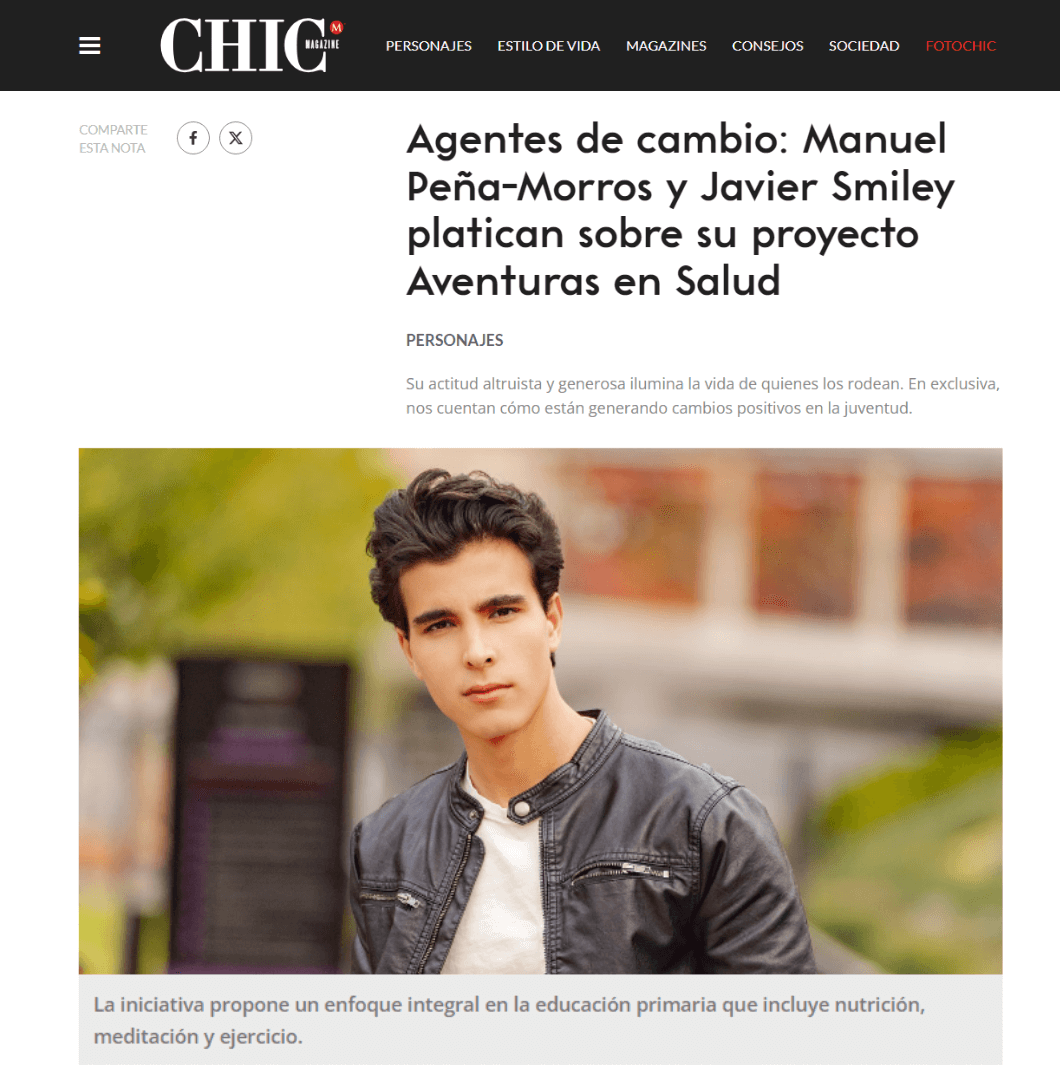 CHIC
MAGAZINE
M
PERSONAJES
ESTILO DE VIDA
MAGAZINES
CONSEJOS
SOCIEDAD
FOTOCHIC
COMPARTE
ESTA NOTA
Agentes de cambio: Manuel
Peña-Morros y Javier Smiley
platican sobre su proyecto
Aventuras en Salud
PERSONAJES
Su actitud altruista y generosa ilumina la vida de quienes los rodean. En exclusiva,
nos cuentan cómo están generando cambios positivos en la juventud.
La iniciativa propone un enfoque integral en la educación primaria que incluye nutrición,
meditación y ejercicio.